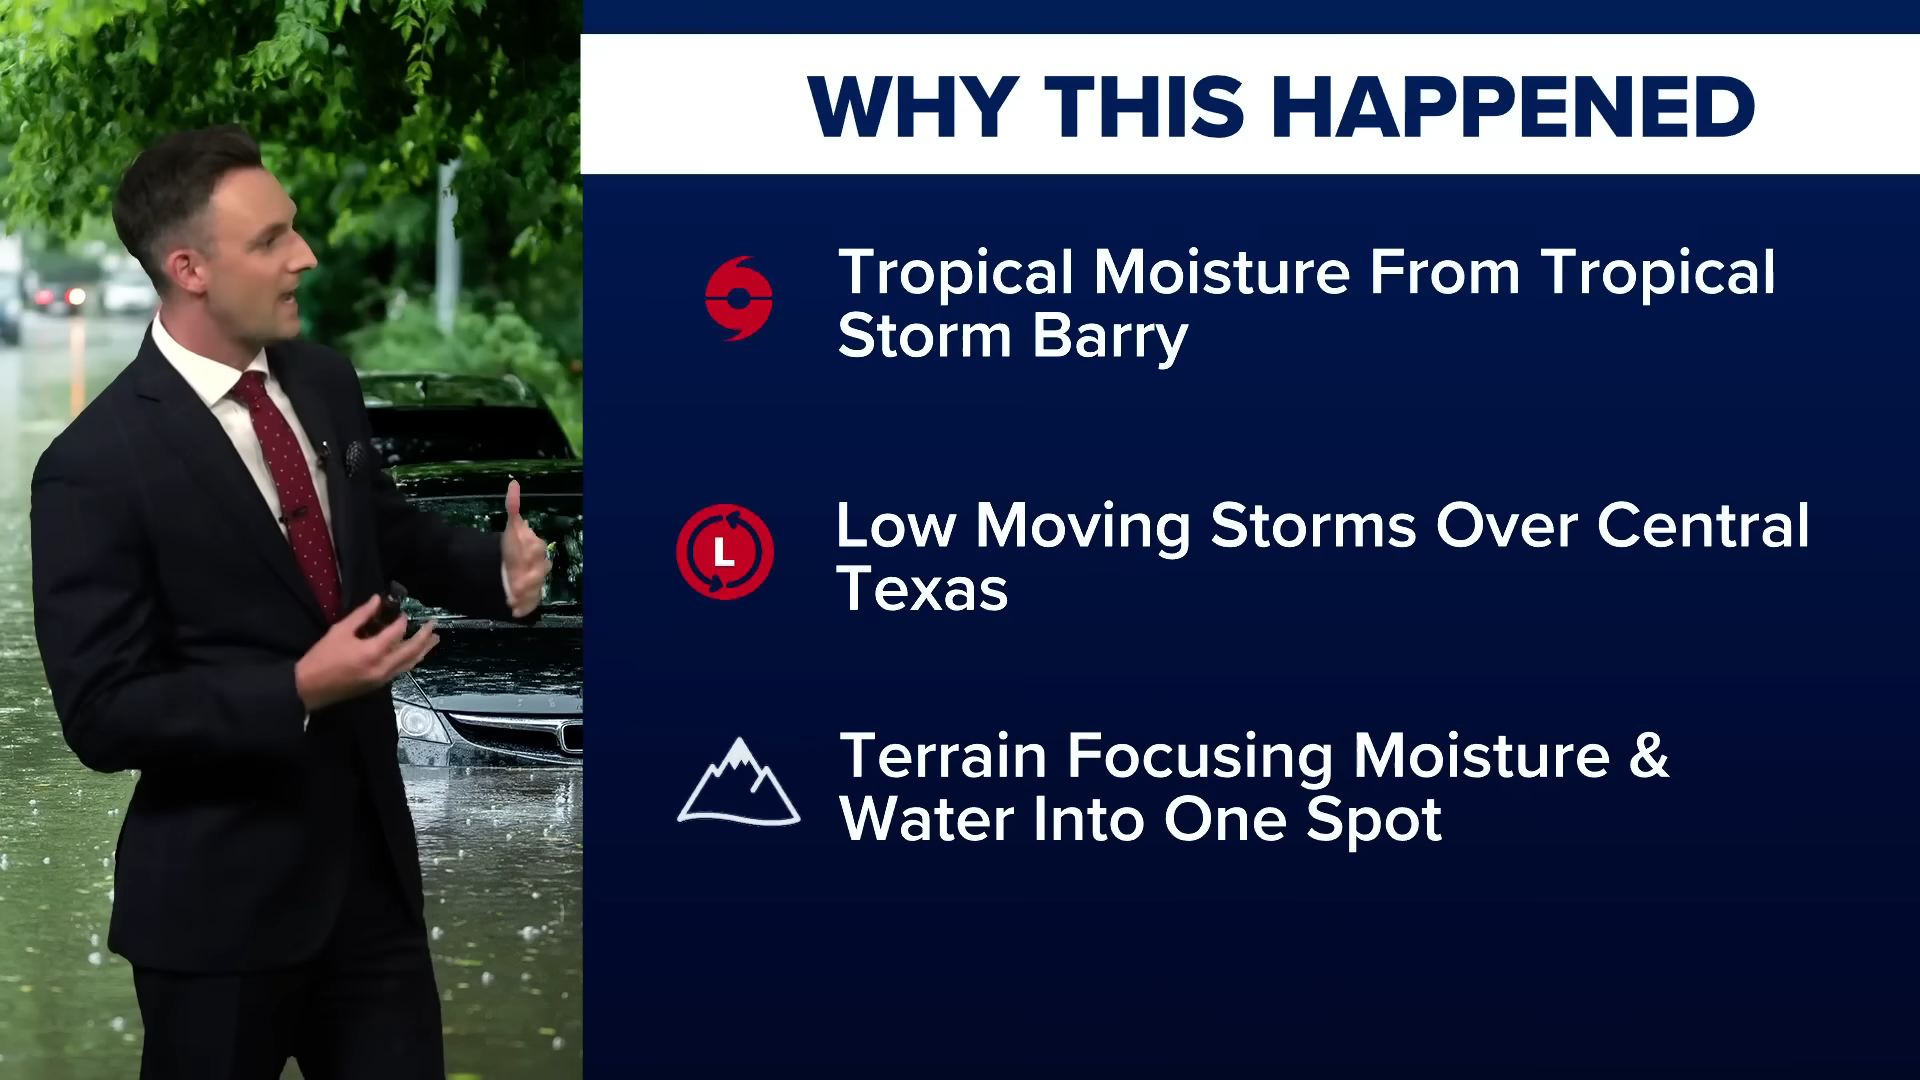 WHY THIS HAPPENED
Tropical Moisture From Tropical
Storm Barry
L
Low Moving Storms Over Central
Texas
Terrain Focusing Moisture &
Water Into One Spot